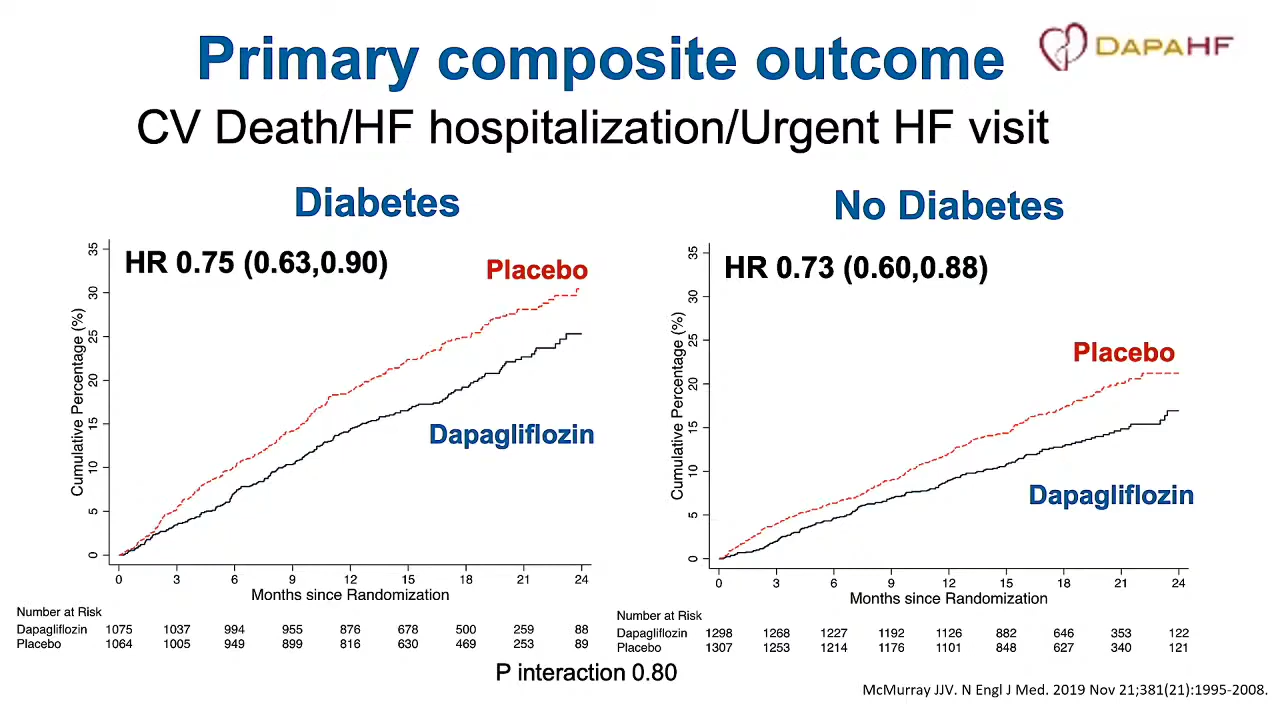 Primary composite outcome
DAPAHF
CV Death/HF hospitalization/Urgent HF visit
Diabetes
HR 0.75 (0.63,0.90)
Placebo
Dapagliflozin
Cumulative Percentage (%)
35
30
25
20
15
10
5
0
0 3 6 9 12 15 18 21 24
Months since Randomization
Number at Risk
Dapagliflozin 1075 1037 994 955 876 678 500 259 88
Placebo 1064 1005 949 899 816 630 469 253 89
No Diabetes
HR 0.73 (0.60,0.88)
Placebo
Dapagliflozin
Cumulative Percentage (%)
35
30
25
20
15
10
5
0
0 3 6 9 12 15 18 21 24
Months since Randomization
Number at Risk
Dapagliflozin 1298 1268 1227 1192 1126 882 646 353 122
Placebo 1307 1253 1214 1176 1101 848 627 340 121
P interaction 0.80
McMurray JJV. N Engl J Med. 2019 Nov 21;381(21):1995-2008.